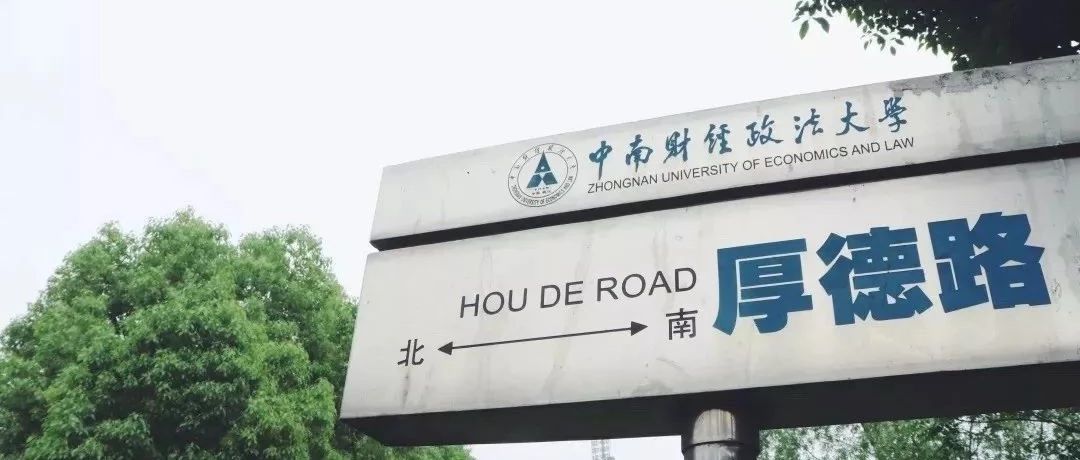 中南财经政法大学
ZHONGNAN UNIVERSITY OF ECONOMICS AND LAW
HOU DE ROAD
厚德路
北
南